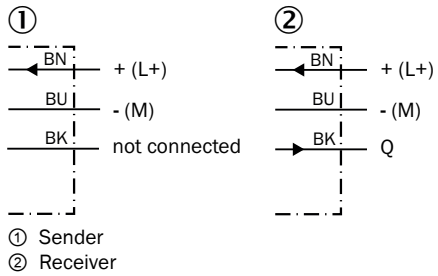 ① ②
BN + (L+) BN + (L+)
BU - (M) BU - (M)
BK not connected BK Q
① Sender
② Receiver